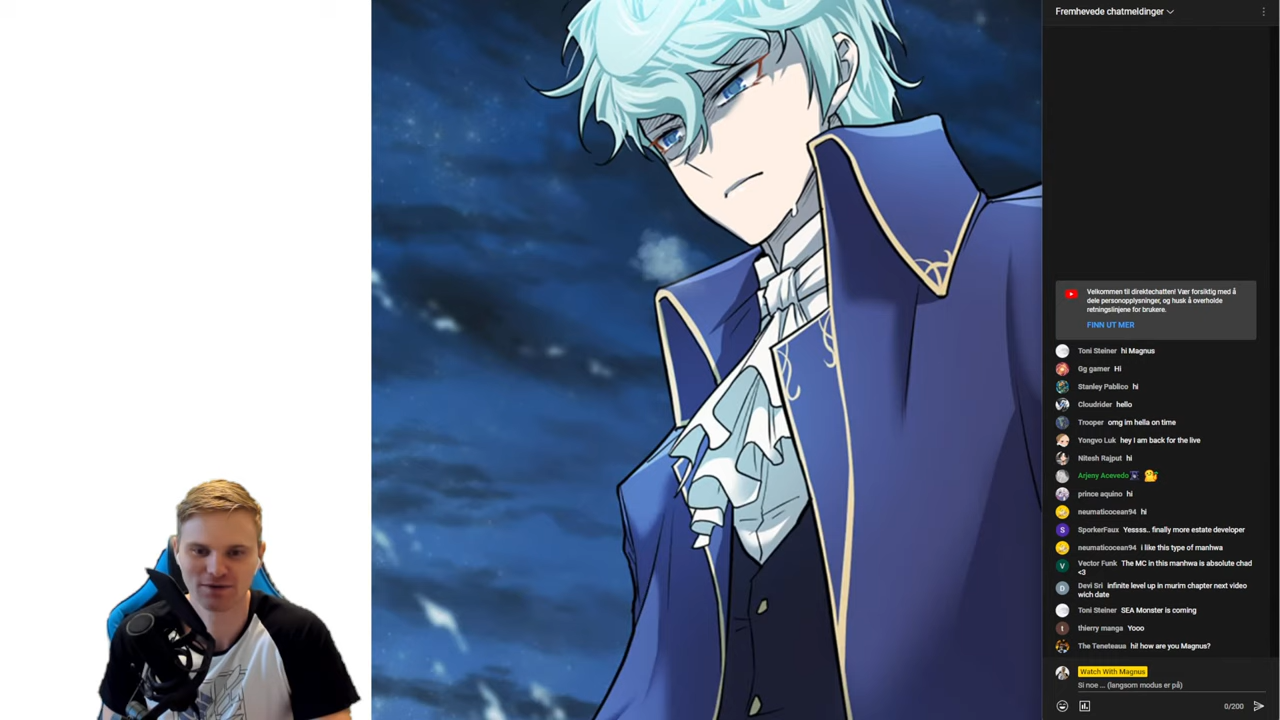 Fremhevede chatmeldinger
Velkommen til direktechatten! Vær forsiktig med å
dele personopplysninger, og husk å overholde
retningslinjene for brukere.
FINN UT MER
Toni Steiner hi Magnus
Gg gamer Hi
Stanley Pablico hi
Cloudrider hello
Trooper omg im hella on time
Yongvo Luk hey I am back for the live
Nitesh Rajput hi
Arjeny Acevedo
prince aquino hi
neumaticocean94 hi
S
SporkerFaux Yessss.. finally more estate developer
neumaticocean94 i like this type of manhwa
V
Vector Funk The MC in this manhwa is absolute chad
<3
D
Devi Sri infinite level up in murim chapter next video
wich date
Toni Steiner SEA Monster is coming
t
thierry manga Yooo
The Teneteaua hi! how are you Magnus?
Watch With Magnus
Si noe ... (langsom modus er på)
0/200